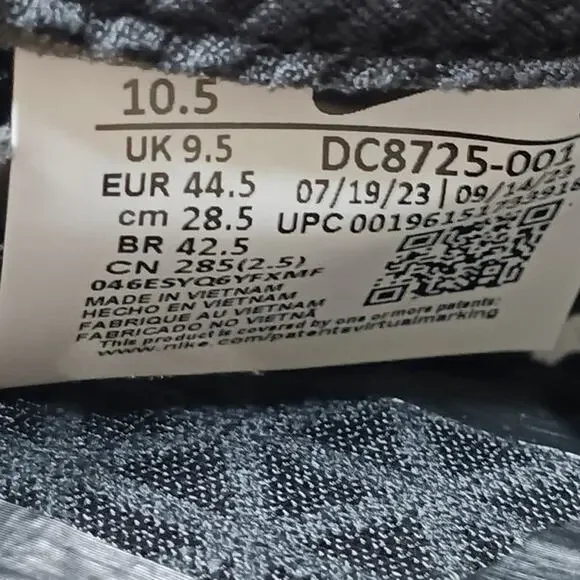 10.5
UK 9.5
EUR 44.5
cm 28.5
BR 42.5
CN 285(2.5)
046ESYQ6YFXMF
MADE IN VIETNAM
HECHO EN VIETNAM
FABRIQUE AU VIETNAM
FABRICADO NO VIETNÃ
This product is covered by one or more patents:
www.nike.com/patentsvirtualmarking
DC8725-001
07/19/23 | 09/14/23
UPC